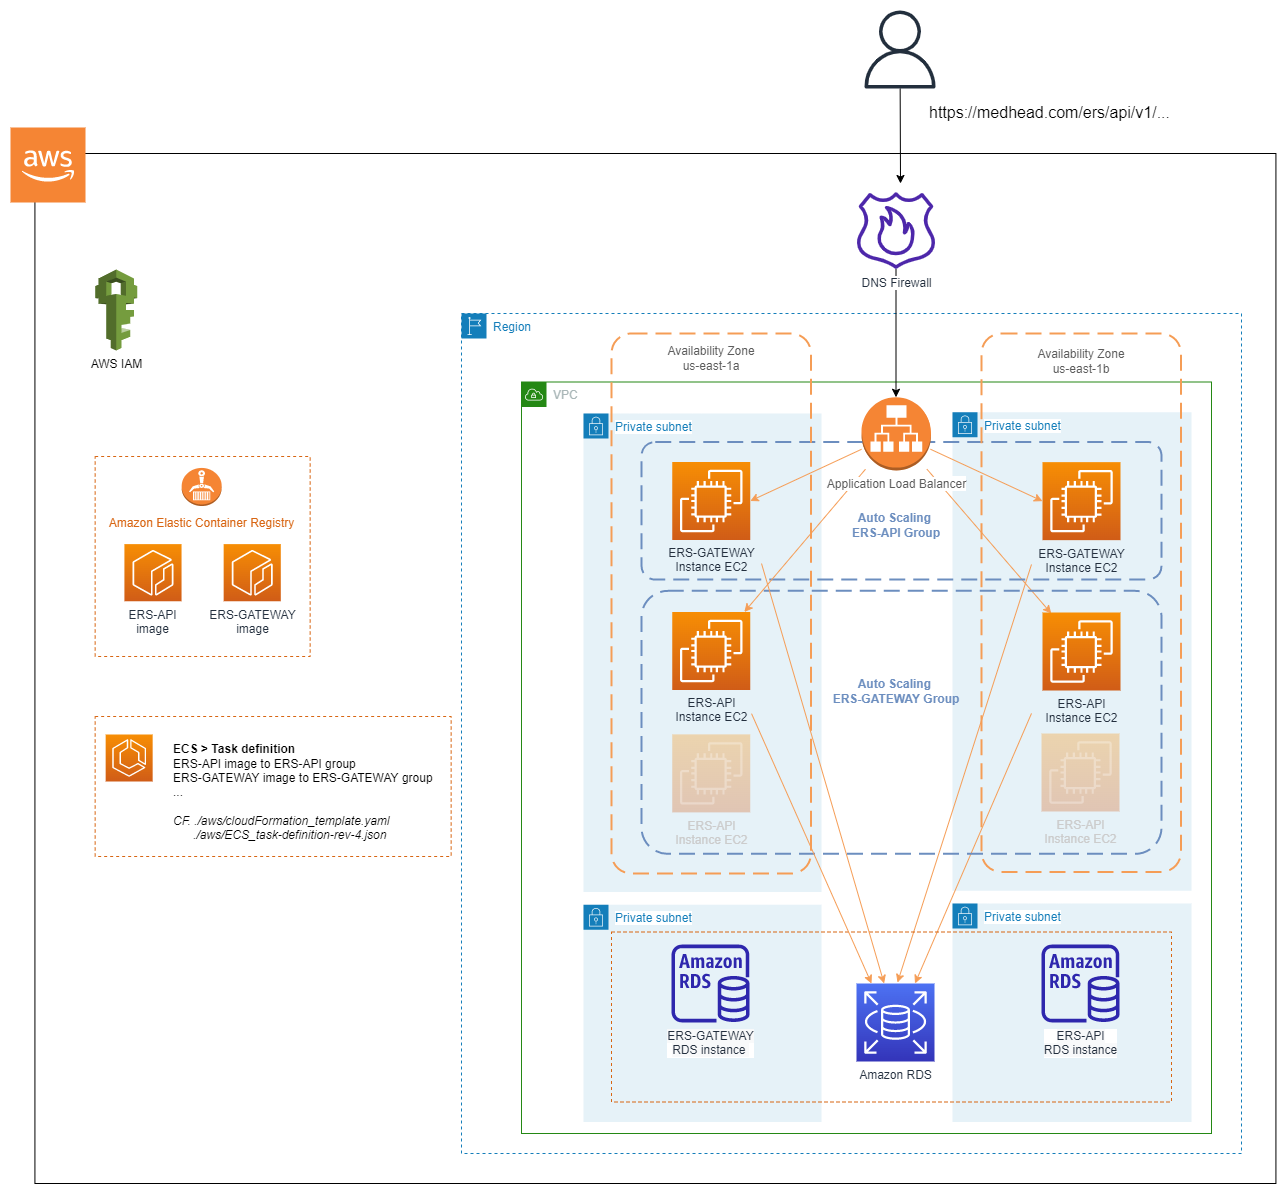 https://medhead.com/ers/api/v1/...
aws
DNS Firewall
AWS IAM
Region
Availability Zone
us-east-1a
Availability Zone
us-east-1b
VPC
Private subnet
Private subnet
Application Load Balancer
Auto Scaling
ERS-API Group
ERS-GATEWAY
Instance EC2
ERS-GATEWAY
Instance EC2
Amazon Elastic Container Registry
ERS-API
image
ERS-GATEWAY
image
Auto Scaling
ERS-GATEWAY Group
ERS-API
Instance EC2
ERS-API
Instance EC2
ERS-API
Instance EC2
ERS-API
Instance EC2
ECS > Task definition
ERS-API image to ERS-API group
ERS-GATEWAY image to ERS-GATEWAY group
...
CF. ./aws/cloudFormation_template.yaml
./aws/ECS_task-definition-rev-4.json
Private subnet
Private subnet
Amazon
RDS
ERS-GATEWAY
RDS instance
Amazon
RDS
ERS-API
RDS instance
Amazon RDS